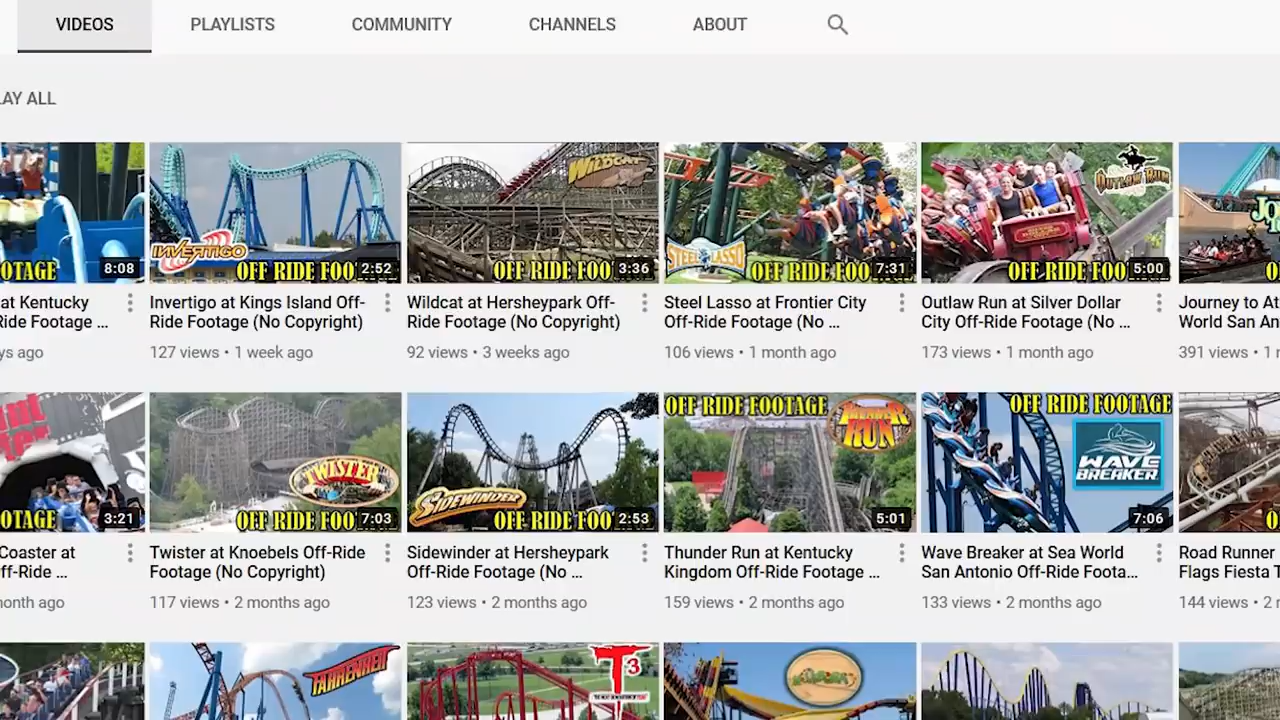 VIDEOS PLAYLISTS COMMUNITY CHANNELS ABOUT
AY ALL
OTAGE 8:08
INVERTIGO OFF RIDE FOO 2:52
WILDCAT OFF RIDE FOO 3:36
STEEL LASSO OFF RIDE FOO 7:31
OUTLAW RUN OFF RIDE FOO 5:00
at Kentucky
Ride Footage ...
ys ago
Invertigo at Kings Island Off-
Ride Footage (No Copyright)
127 views • 1 week ago
Wildcat at Hersheypark Off-
Ride Footage (No Copyright)
92 views • 3 weeks ago
Steel Lasso at Frontier City
Off-Ride Footage (No ...
106 views • 1 month ago
Outlaw Run at Silver Dollar
City Off-Ride Footage (No ...
173 views • 1 month ago
Journey to At
World San An
391 views • 1
OTAGE 3:21
TWISTER OFF RIDE FOO 7:03
SIDEWINDER OFF RIDE FOO 2:53
OFF RIDE FOOTAGE THUNDER RUN 5:01
OFF RIDE FOOTAGE WAVE BREAKER 7:06
Coaster at
ff-Ride ...
onth ago
Twister at Knoebels Off-Ride
Footage (No Copyright)
117 views • 2 months ago
Sidewinder at Hersheypark
Off-Ride Footage (No ...
123 views • 2 months ago
Thunder Run at Kentucky
Kingdom Off-Ride Footage ...
159 views • 2 months ago
Wave Breaker at Sea World
San Antonio Off-Ride Foota...
133 views • 2 months ago
Road Runner
Flags Fiesta T
144 views • 2
FAHRENHEIT
T3